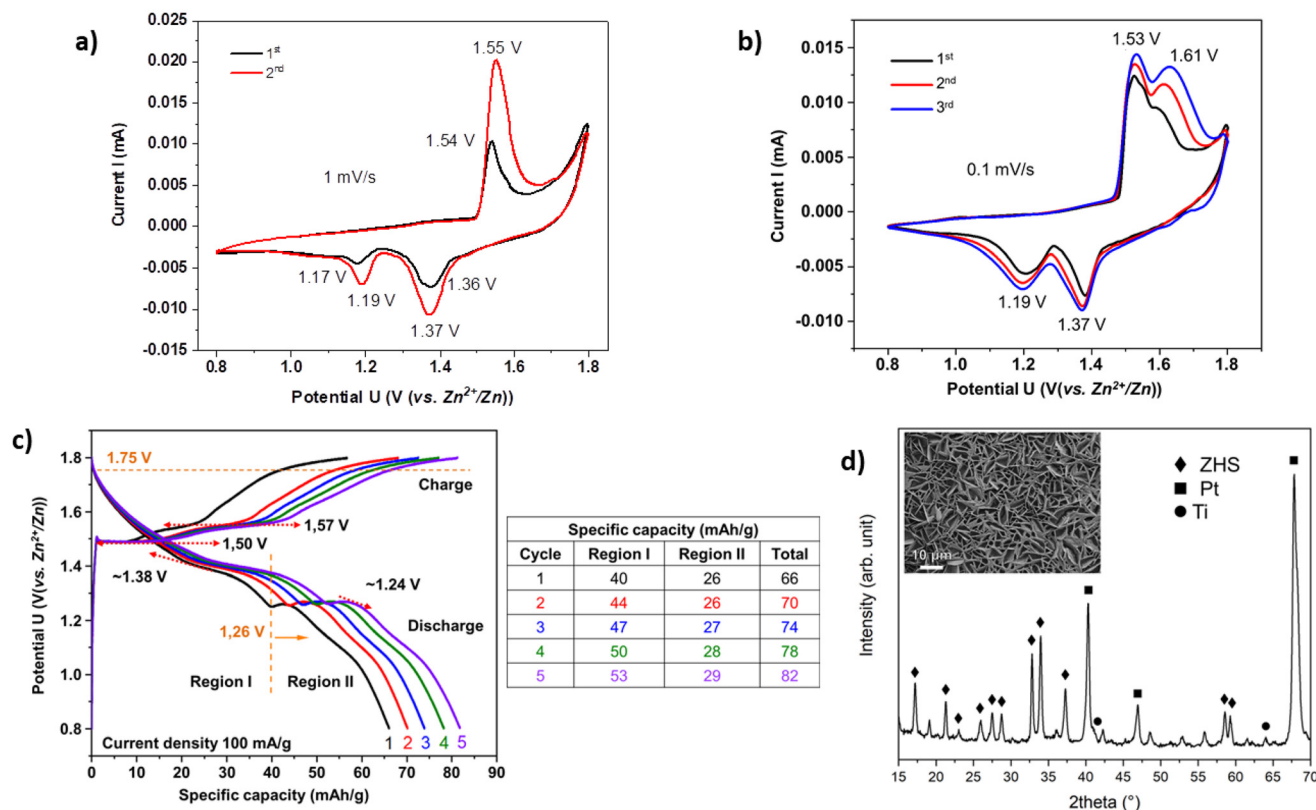 a)
1st
2nd
1.55 V
1.54 V
1 mV/s
1.17 V
1.19 V
1.36 V
1.37 V
Current I (mA)
0.025
0.020
0.015
0.010
0.005
0.000
-0.005
-0.010
-0.015
0.8 1.0 1.2 1.4 1.6 1.8
Potential U (V (vs. Zn2+/Zn))
b)
1st
2nd
3rd
1.53 V
1.61 V
0.1 mV/s
1.19 V
1.37 V
Current I (mA)
0.015
0.010
0.005
0.000
-0.005
-0.010
0.8 1.0 1.2 1.4 1.6 1.8
Potential U (V(vs. Zn2+/Zn))
c)
1.75 V
Charge
1,57 V
1,50 V
~1.38 V
~1.24 V
1,26 V
Discharge
Region I
Region II
Current density 100 mA/g
1 2 3 4 5
Potential U (V(vs. Zn2+/Zn))
1.8
1.6
1.4
1.2
1.0
0.8
0 10 20 30 40 50 60 70 80 90
Specific capacity (mAh/g)
Specific capacity (mAh/g)
Cycle Region I Region II Total
1 40 26 66
2 44 26 70
3 47 27 74
4 50 28 78
5 53 29 82
d)
10 µm
ZHS
Pt
Ti
Intensity (arb. unit)
15 20 25 30 35 40 45 50 55 60 65 70
2theta (°)